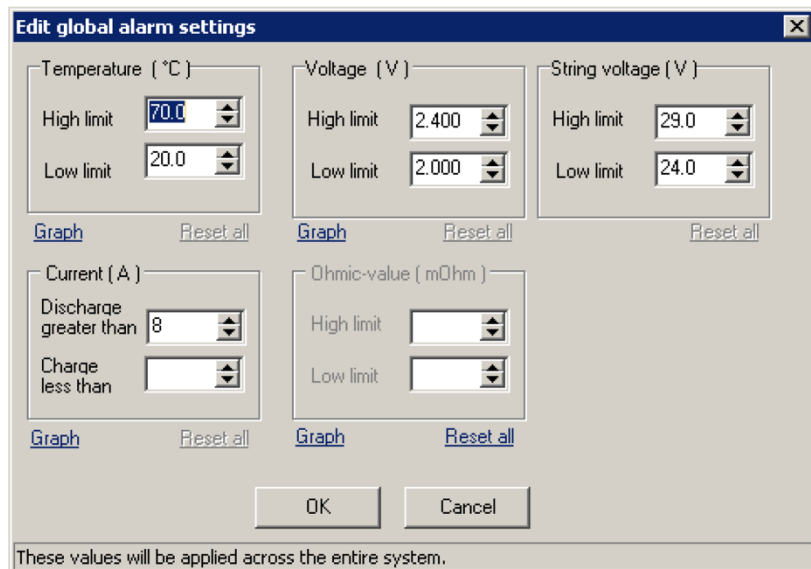 Edit global alarm settings
Temperature ( °C )
High limit 70.0
Low limit 20.0
Graph Reset all
Voltage ( V )
High limit 2.400
Low limit 2.000
Graph Reset all
String voltage ( V )
High limit 29.0
Low limit 24.0
Reset all
Current ( A )
Discharge
greater than 8
Charge
less than
Graph Reset all
Ohmic-value ( mOhm )
High limit
Low limit
Graph Reset all
OK Cancel
These values will be applied across the entire system.